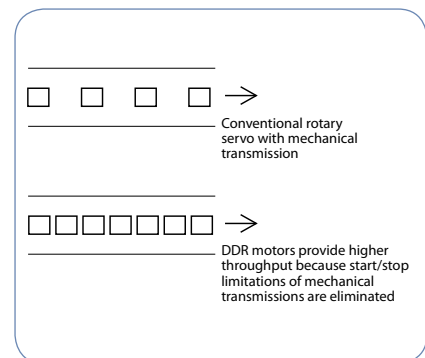 Conventional rotary
servo with mechanical
transmission
DDR motors provide higher
throughput because start/stop
limitations of mechanical
transmissions are eliminated